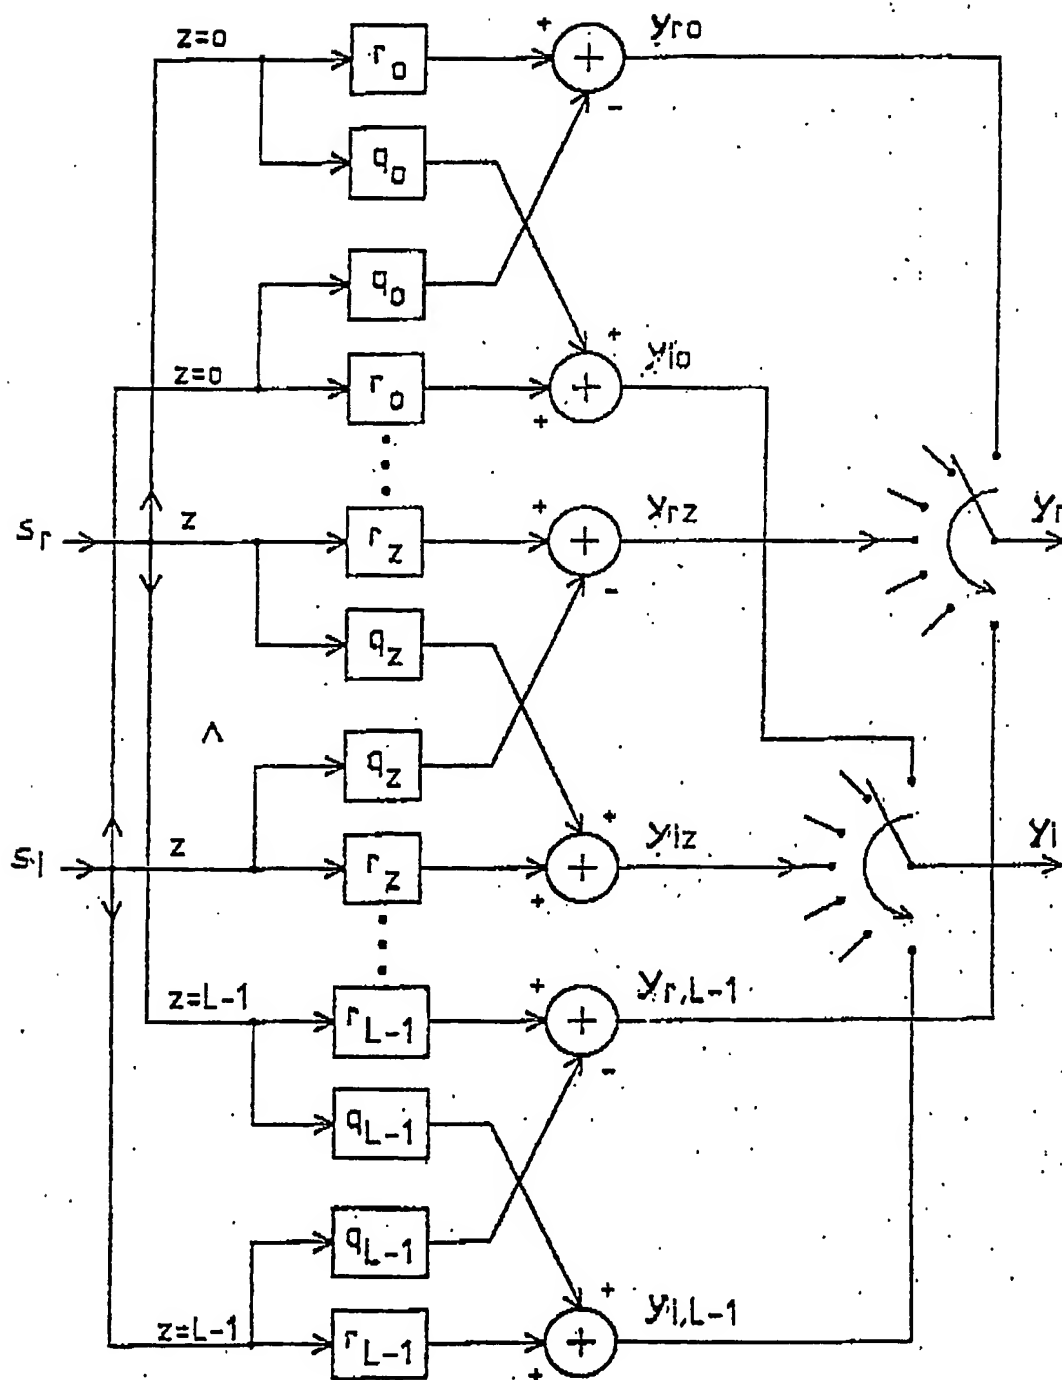 z=0 r0 + + yr0
-
q0
q0
+ yi0
z=0 r0 + +
sr z rz + + yrz yr
-
qz
qz
+
si z rz + + yiz yi
z=L-1 rL-1 + + yr,L-1
-
qL-1
qL-1
+
z=L-1 rL-1 + + yi,L-1